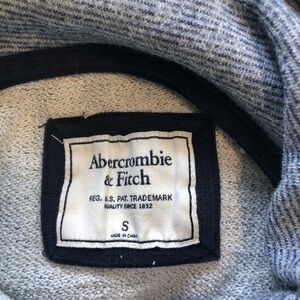 Abercrombie
& Fitch
REG. U.S. PAT. TRADEMARK
QUALITY SINCE 1892
S
MADE IN CHINA